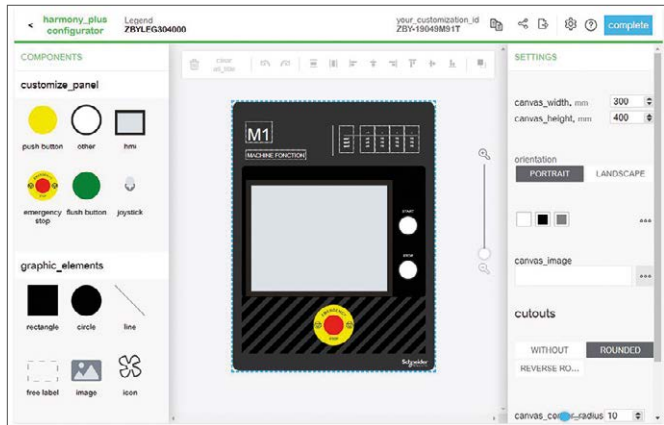 harmony_plus
configurator
Legend
ZBYLEG304000
your_customization_id
ZBY-19049M91T
complete
COMPONENTS
customize_panel
push button
other
hmi
emergency
stop
flush button
joystick
graphic_elements
rectangle
circle
line
free label
image
icon
clear
M1
MACHINE FONCTION
START
STOP
EMERGENCY
STOP
Schneider
SETTINGS
canvas_width, mm
300
canvas_height, mm
400
orientation
PORTRAIT
LANDSCAPE
canvas_image
cutouts
WITHOUT
ROUNDED
REVERSE RO...
canvas_corner_radius
10